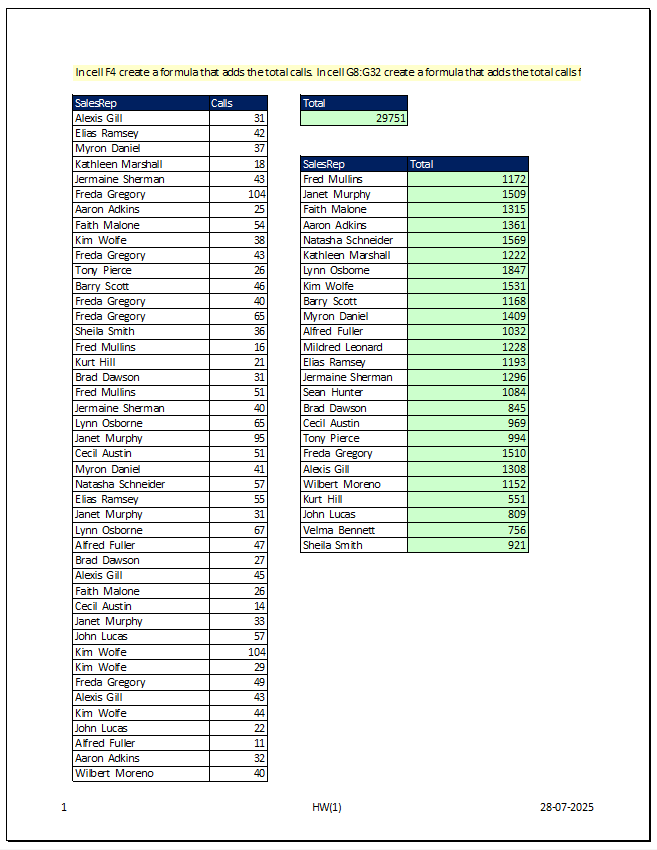 In cell F4 create a formula that adds the total calls. In cell G8:G32 create a formula that adds the total calls f
SalesRep Calls
Alexis Gill 31
Elias Ramsey 42
Myron Daniel 37
Kathleen Marshall 18
Jermaine Sherman 43
Freda Gregory 104
Aaron Adkins 25
Faith Malone 54
Kim Wolfe 38
Freda Gregory 43
Tony Pierce 26
Barry Scott 46
Freda Gregory 40
Freda Gregory 65
Sheila Smith 36
Fred Mullins 16
Kurt Hill 21
Brad Dawson 31
Fred Mullins 51
Jermaine Sherman 40
Lynn Osborne 65
Janet Murphy 95
Cecil Austin 51
Myron Daniel 41
Natasha Schneider 57
Elias Ramsey 55
Janet Murphy 31
Lynn Osborne 67
Alfred Fuller 47
Brad Dawson 27
Alexis Gill 45
Faith Malone 26
Cecil Austin 14
Janet Murphy 33
John Lucas 57
Kim Wolfe 104
Kim Wolfe 29
Freda Gregory 49
Alexis Gill 43
Kim Wolfe 44
John Lucas 22
Alfred Fuller 11
Aaron Adkins 32
Wilbert Moreno 40
Total
29751
SalesRep Total
Fred Mullins 1172
Janet Murphy 1509
Faith Malone 1315
Aaron Adkins 1361
Natasha Schneider 1569
Kathleen Marshall 1222
Lynn Osborne 1847
Kim Wolfe 1531
Barry Scott 1168
Myron Daniel 1409
Alfred Fuller 1032
Mildred Leonard 1228
Elias Ramsey 1193
Jermaine Sherman 1296
Sean Hunter 1084
Brad Dawson 845
Cecil Austin 969
Tony Pierce 994
Freda Gregory 1510
Alexis Gill 1308
Wilbert Moreno 1152
Kurt Hill 551
John Lucas 809
Velma Bennett 756
Sheila Smith 921
1 HW(1) 28-07-2025